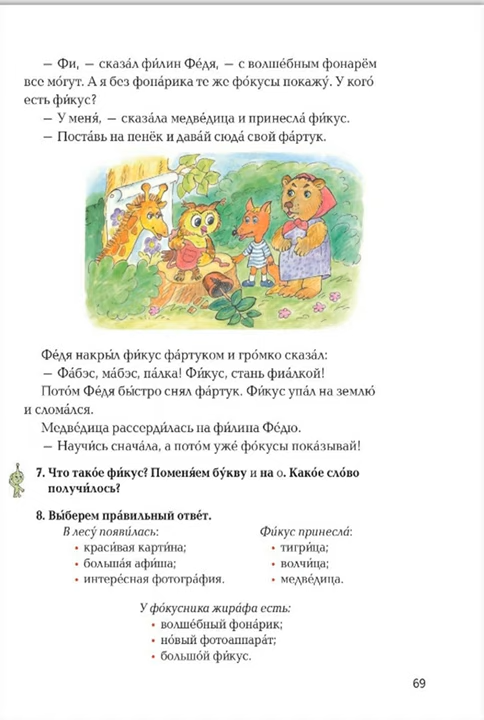 — Фи, — сказа́л фи́лин Фе́дя, — с волше́бным фонарём
все мо́гут. А я без фона́рика те же фо́кусы покажу́. У кого́
есть фи́кус?
— У меня́, — сказа́ла медве́дица и принесла́ фи́кус.
— Поста́вь на пенёк и дава́й сюда́ свой фа́ртук.
Фе́дя накры́л фи́кус фа́ртуком и гро́мко сказа́л:
— Фа́бэс, ма́бэс, па́лка! Фи́кус, стань фиа́лкой!
Пото́м Фе́дя бы́стро снял фа́ртук. Фи́кус упа́л на зе́млю
и слома́лся.
Медве́дица рассерди́лась на фи́лина Фе́дю.
— Научи́сь снача́ла, а пото́м уже́ фо́кусы пока́зывай!
7. Что тако́е фи́кус? Поменя́ем бу́кву и на о. Како́е сло́во
получи́лось?
8. Вы́берем пра́вильный отве́т.
В лесу́ появи́лась:
• краси́вая карти́на;
• больша́я афи́ша;
• интере́сная фотогра́фия.
Фи́кус принесла́:
• тигри́ца;
• волчи́ца;
• медве́дица.
У фо́кусника жира́фа есть:
• волше́бный фона́рик;
• но́вый фотоаппара́т;
• большо́й фи́кус.
69